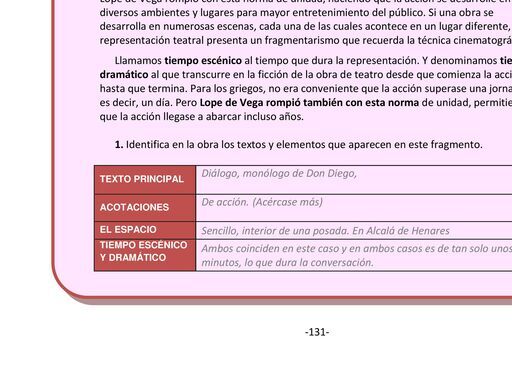 Lope de Vega rompió con esta norma de unidad, haciendo que la acción se desarrolle en
diversos ambientes y lugares para mayor entretenimiento del público. Si una obra se
desarrolla en numerosas escenas, cada una de las cuales acontece en un lugar diferente,
representación teatral presenta un fragmentarismo que recuerda la técnica cinematográ
Llamamos tiempo escénico al tiempo que dura la representación. Y denominamos tie
dramático al que transcurre en la ficción de la obra de teatro desde que comienza la acci
hasta que termina. Para los griegos, no era conveniente que la acción superase una jorna
es decir, un día. Pero Lope de Vega rompió también con esta norma de unidad, permitie
que la acción llegase a abarcar incluso años.
1. Identifica en la obra los textos y elementos que aparecen en este fragmento.
TEXTO PRINCIPAL Diálogo, monólogo de Don Diego,
ACOTACIONES De acción. (Acércase más)
EL ESPACIO Sencillo, interior de una posada. En Alcalá de Henares
TIEMPO ESCÉNICO Ambos coinciden en este caso y en ambos casos es de tan solo unos
Y DRAMÁTICO minutos, lo que dura la conversación.
-131-